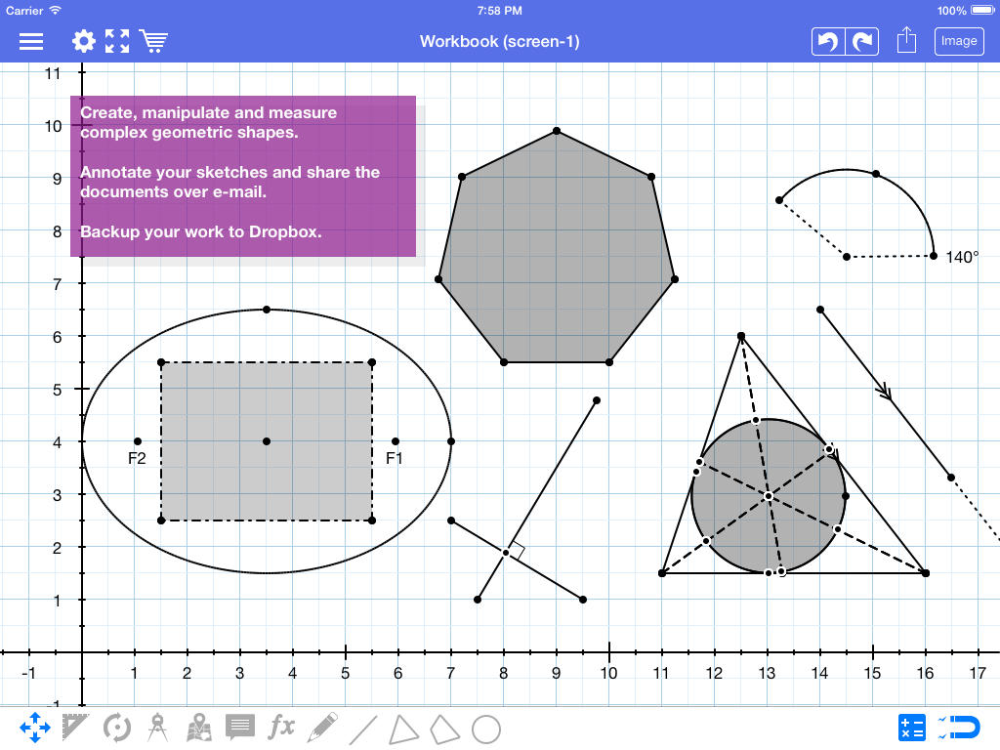 Carrier 7:58 PM 100%
Workbook (screen-1) Image
11
Create, manipulate and measure
complex geometric shapes.
10
Annotate your sketches and share the
documents over e-mail.
9
Backup your work to Dropbox.
8
140°
7
6
5
4
F2 F1
3
2
1
-1 1 2 3 4 5 6 7 8 9 10 11 12 13 14 15 16 17
-1
fx